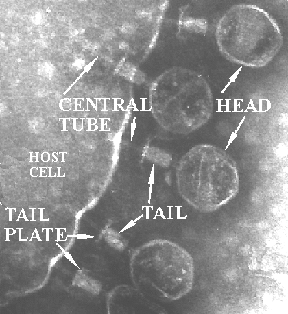 CENTRAL
TUBE
HEAD
HOST
CELL
TAIL
PLATE
TAIL